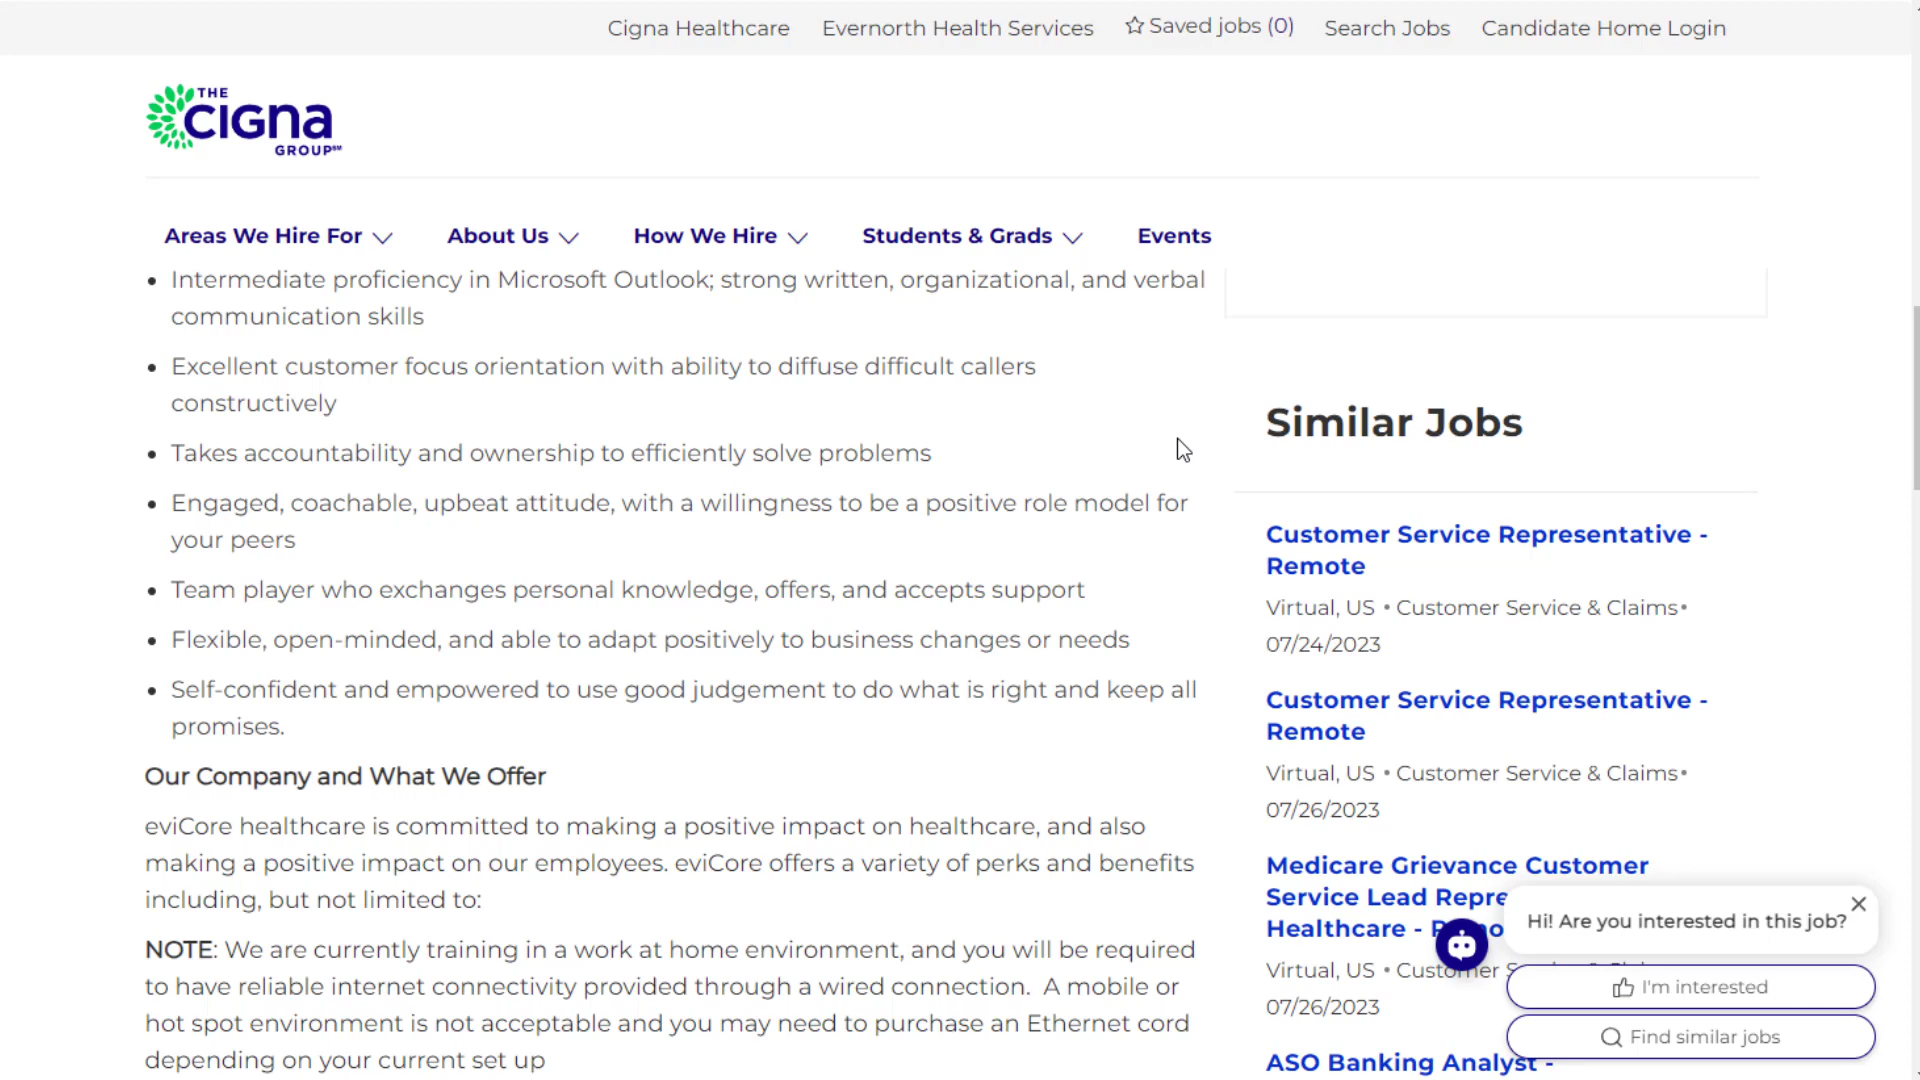 Cigna Healthcare Evernorth Health Services Saved jobs (0) Search Jobs Candidate Home Login
THE
cigna
GROUP℠
Areas We Hire For About Us How We Hire Students & Grads Events
Intermediate proficiency in Microsoft Outlook; strong written, organizational, and verbal
communication skills
Excellent customer focus orientation with ability to diffuse difficult callers
constructively
Takes accountability and ownership to efficiently solve problems
Engaged, coachable, upbeat attitude, with a willingness to be a positive role model for
your peers
Team player who exchanges personal knowledge, offers, and accepts support
Flexible, open-minded, and able to adapt positively to business changes or needs
Self-confident and empowered to use good judgement to do what is right and keep all
promises.
Our Company and What We Offer
eviCore healthcare is committed to making a positive impact on healthcare, and also
making a positive impact on our employees. eviCore offers a variety of perks and benefits
including, but not limited to:
NOTE: We are currently training in a work at home environment, and you will be required
to have reliable internet connectivity provided through a wired connection. A mobile or
hot spot environment is not acceptable and you may need to purchase an Ethernet cord
depending on your current set up
Similar Jobs
Customer Service Representative -
Remote
Virtual, US • Customer Service & Claims •
07/24/2023
Customer Service Representative -
Remote
Virtual, US • Customer Service & Claims •
07/26/2023
Medicare Grievance Customer
Service Lead
Healthcare -
Virtual, US • Customer
07/26/2023
ASO Banking Analyst -
Hi! Are you interested in this job?
I'm interested
Find similar jobs